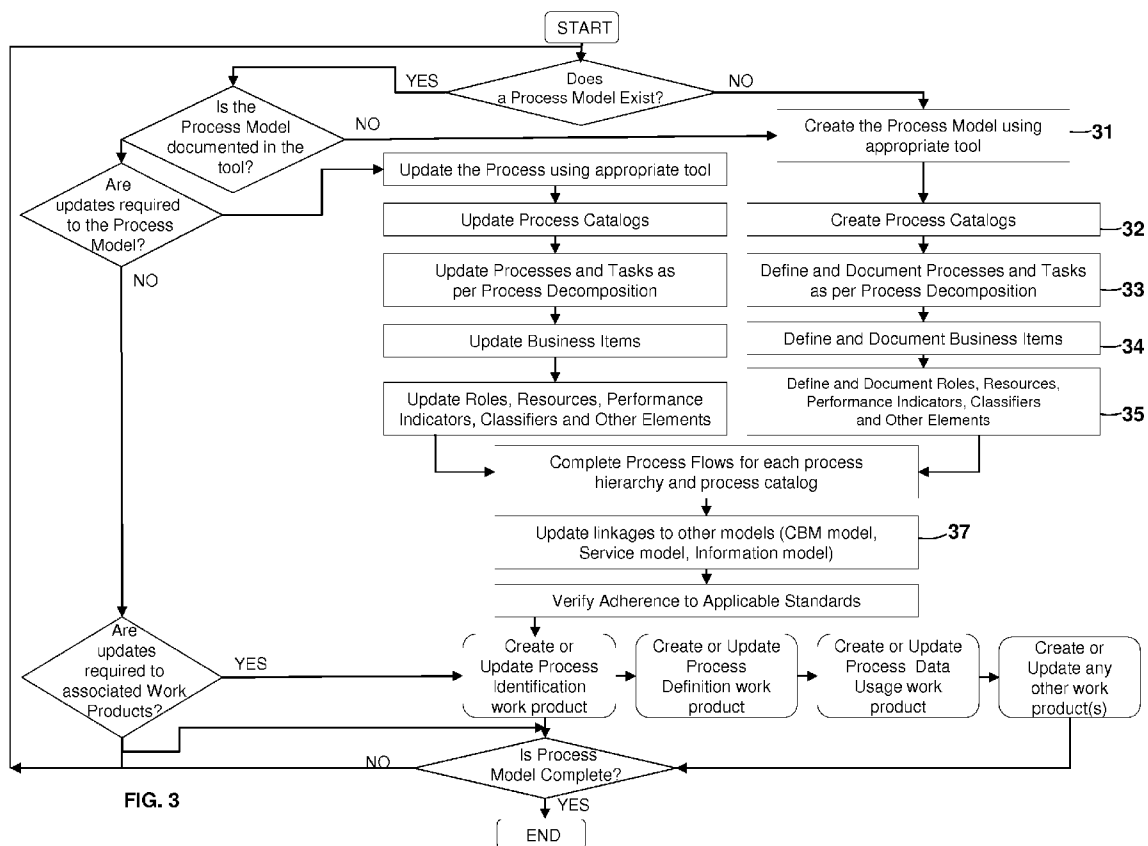 START
Does
a Process Model Exist?
YES
NO
Is the
Process Model
documented in the
tool?
NO
Create the Process Model using
appropriate tool
31
Are
updates required
to the Process
Model?
NO
Update the Process using appropriate tool
Update Process Catalogs
Create Process Catalogs
32
Update Processes and Tasks as
per Process Decomposition
Define and Document Processes and Tasks
as per Process Decomposition
33
Update Business Items
Define and Document Business Items
34
Update Roles, Resources, Performance
Indicators, Classifiers and Other Elements
Define and Document Roles, Resources,
Performance Indicators, Classifiers
and Other Elements
35
Complete Process Flows for each process
hierarchy and process catalog
Update linkages to other models (CBM model,
Service model, Information model)
37
Verify Adherence to Applicable Standards
Are
updates
required to
associated Work
Products?
YES
Create or
Update Process
Identification
work product
Create or Update
Process
Definition work
product
Create or Update
Process Data
Usage work
product
Create or
Update any
other work
product(s)
Is Process
Model Complete?
NO
YES
END
FIG. 3